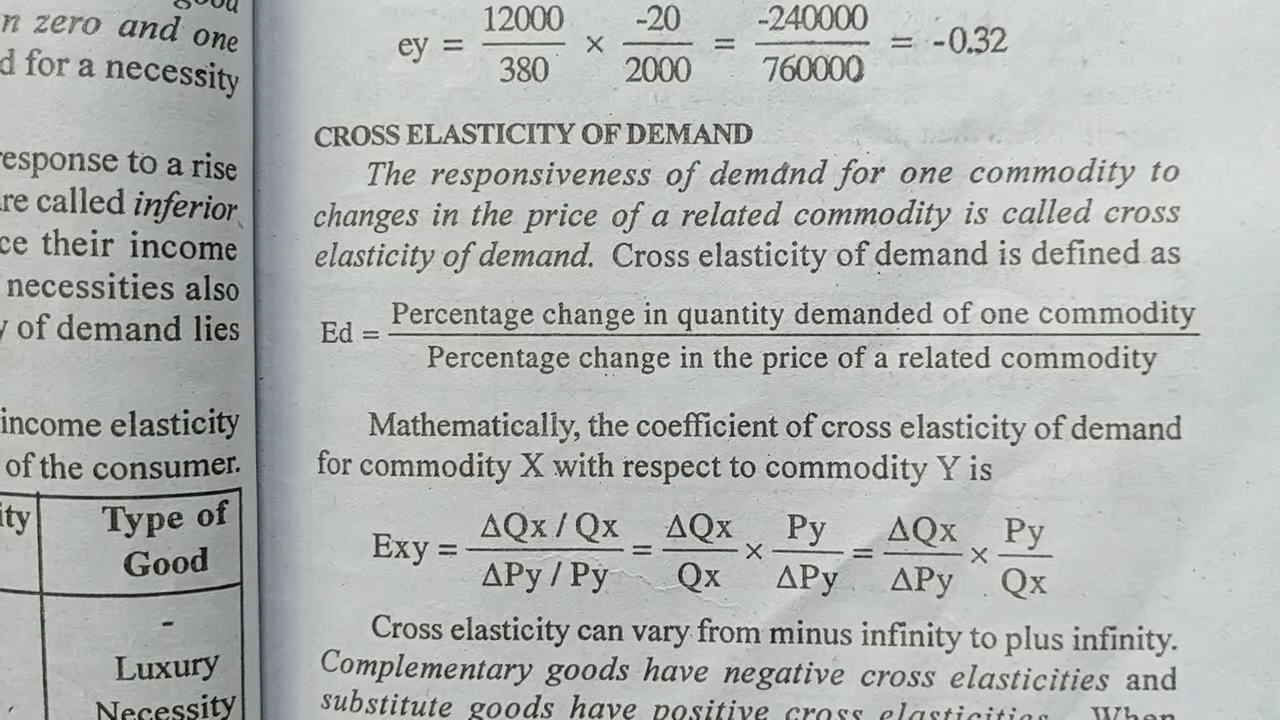 n zero and one
d for a necessity
response to a rise
re called inferior
ce their income
necessities also
y of demand lies
income elasticity
of the consumer.
ity Type of
Good
-
Luxury
Necessity
ey = 12000/380 × -20/2000 = -240000/760000 = -0.32
CROSS ELASTICITY OF DEMAND
The responsiveness of demand for one commodity to
changes in the price of a related commodity is called cross
elasticity of demand. Cross elasticity of demand is defined as
Ed = Percentage change in quantity demanded of one commodity
Percentage change in the price of a related commodity
Mathematically, the coefficient of cross elasticity of demand
for commodity X with respect to commodity Y is
Exy = ΔQx / Qx / ΔPy / Py = ΔQx/Qx × Py/ΔPy = ΔQx/ΔPy × Py/Qx
Cross elasticity can vary from minus infinity to plus infinity.
Complementary goods have negative cross elasticities and
substitute goods have positive cross elasticities. When